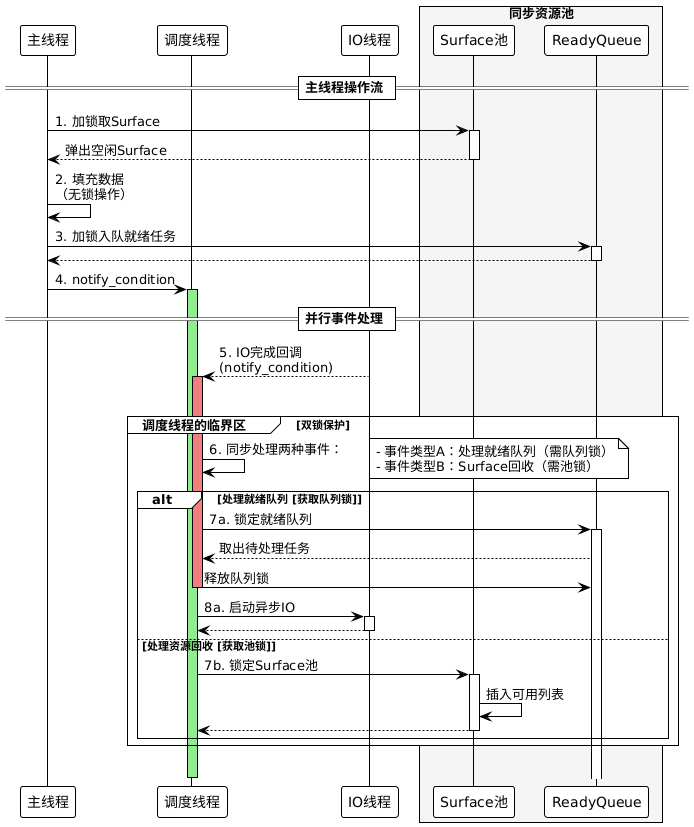 同步资源池
主线程
调度线程
IO线程
Surface池
ReadyQueue
主线程操作流
1. 加锁取Surface
弹出空闲Surface
2. 填充数据
（无锁操作）
3. 加锁入队就绪任务
4. notify_condition
并行事件处理
5. IO完成回调
(notify_condition)
调度线程的临界区
[双锁保护]
6. 同步处理两种事件：
- 事件类型A：处理就绪队列（需队列锁）
- 事件类型B：Surface回收（需池锁）
alt
[处理就绪队列 [获取队列锁]]
7a. 锁定就绪队列
取出待处理任务
释放队列锁
8a. 启动异步IO
[处理资源回收 [获取池锁]]
7b. 锁定Surface池
插入可用列表
主线程
调度线程
IO线程
Surface池
ReadyQueue